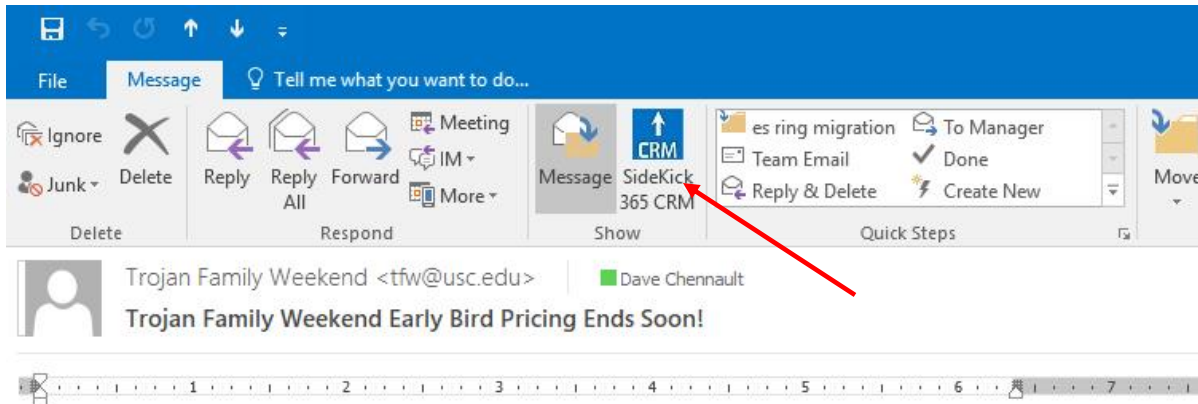 File Message Tell me what you want to do...
Ignore
Junk
Delete
Reply
Reply All
Forward
Meeting
IM
More
Message
CRM
SideKick 365 CRM
es ring migration
To Manager
Team Email
Done
Reply & Delete
Create New
Move
Delete Respond Show Quick Steps
Trojan Family Weekend <tfw@usc.edu> Dave Chennault
Trojan Family Weekend Early Bird Pricing Ends Soon!
1 2 3 4 5 6 7